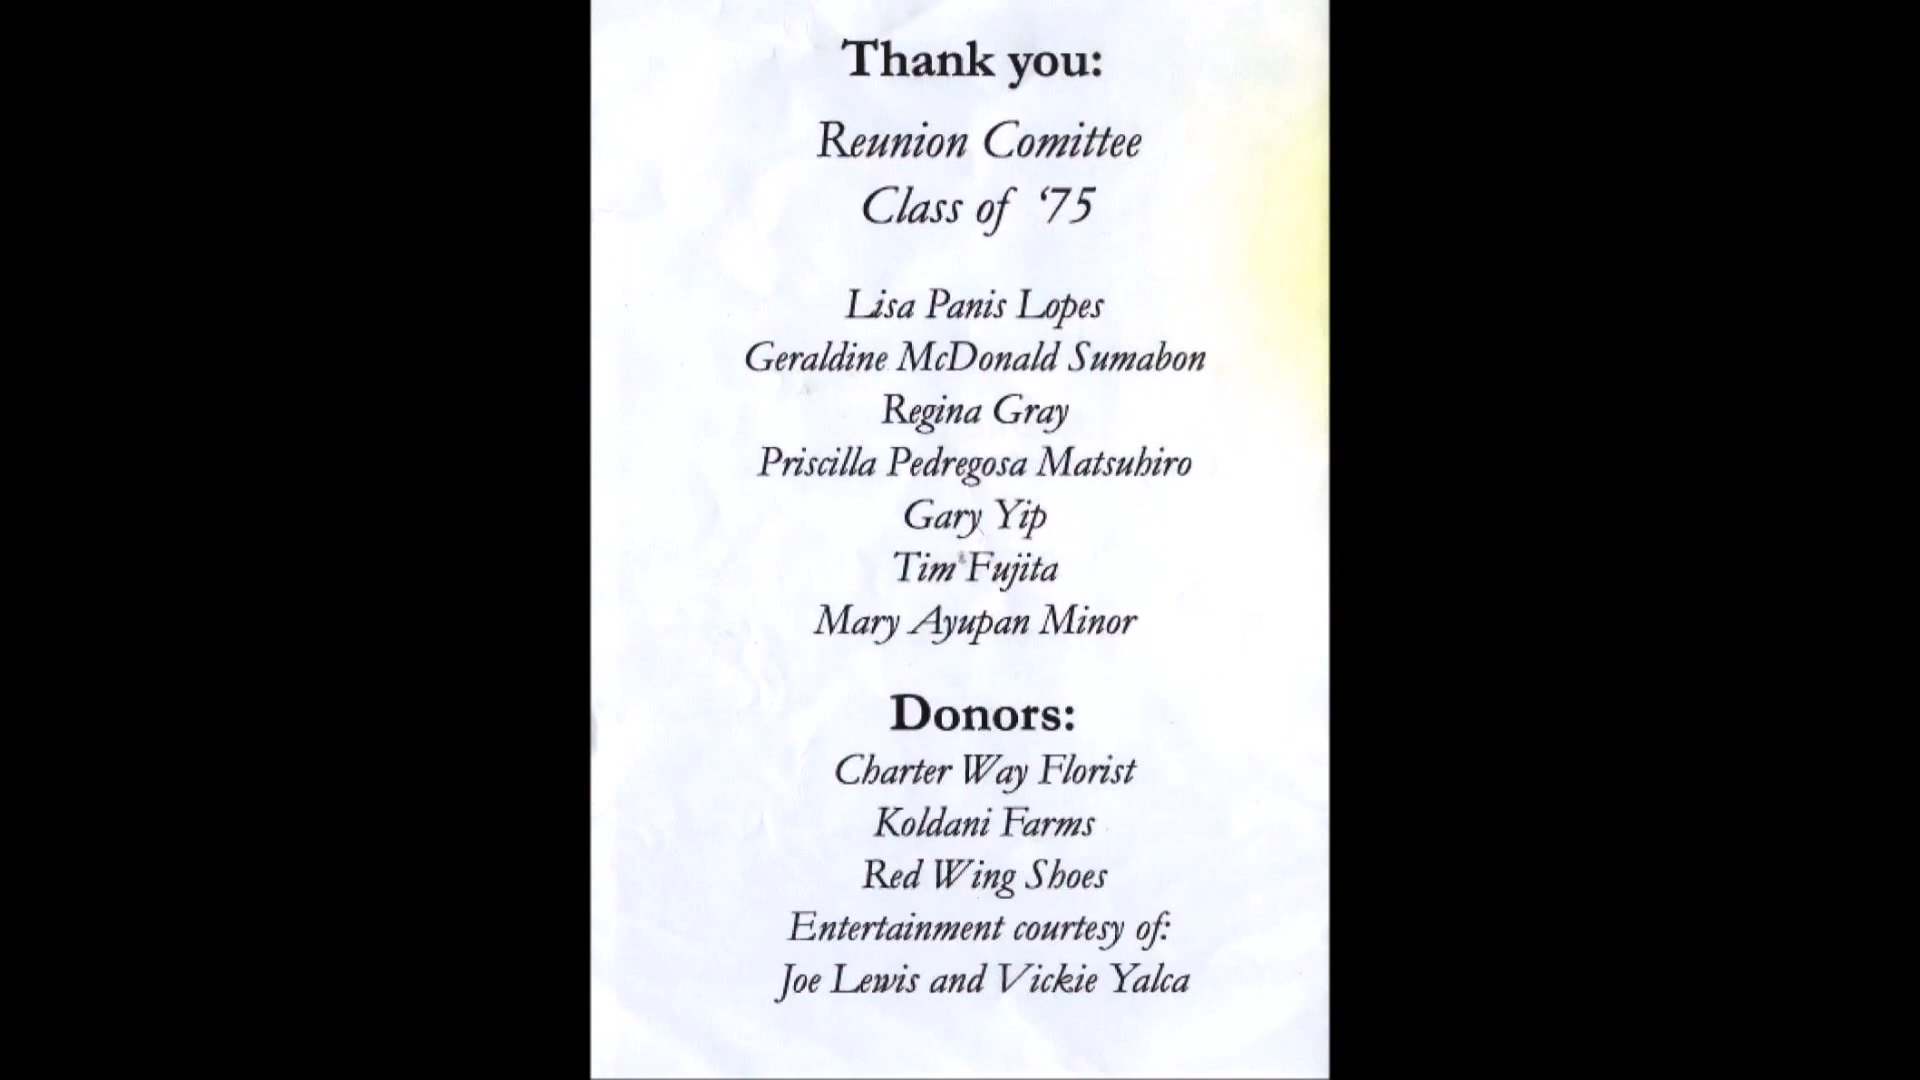 Thank you:
Reunion Comittee
Class of ‘75
Lisa Panis Lopes
Geraldine McDonald Sumabon
Regina Gray
Priscilla Pedregosa Matsuhiro
Gary Yip
Tim Fujita
Mary Ayupan Minor
Donors:
Charter Way Florist
Koldani Farms
Red Wing Shoes
Entertainment courtesy of:
Joe Lewis and Vickie Yalca